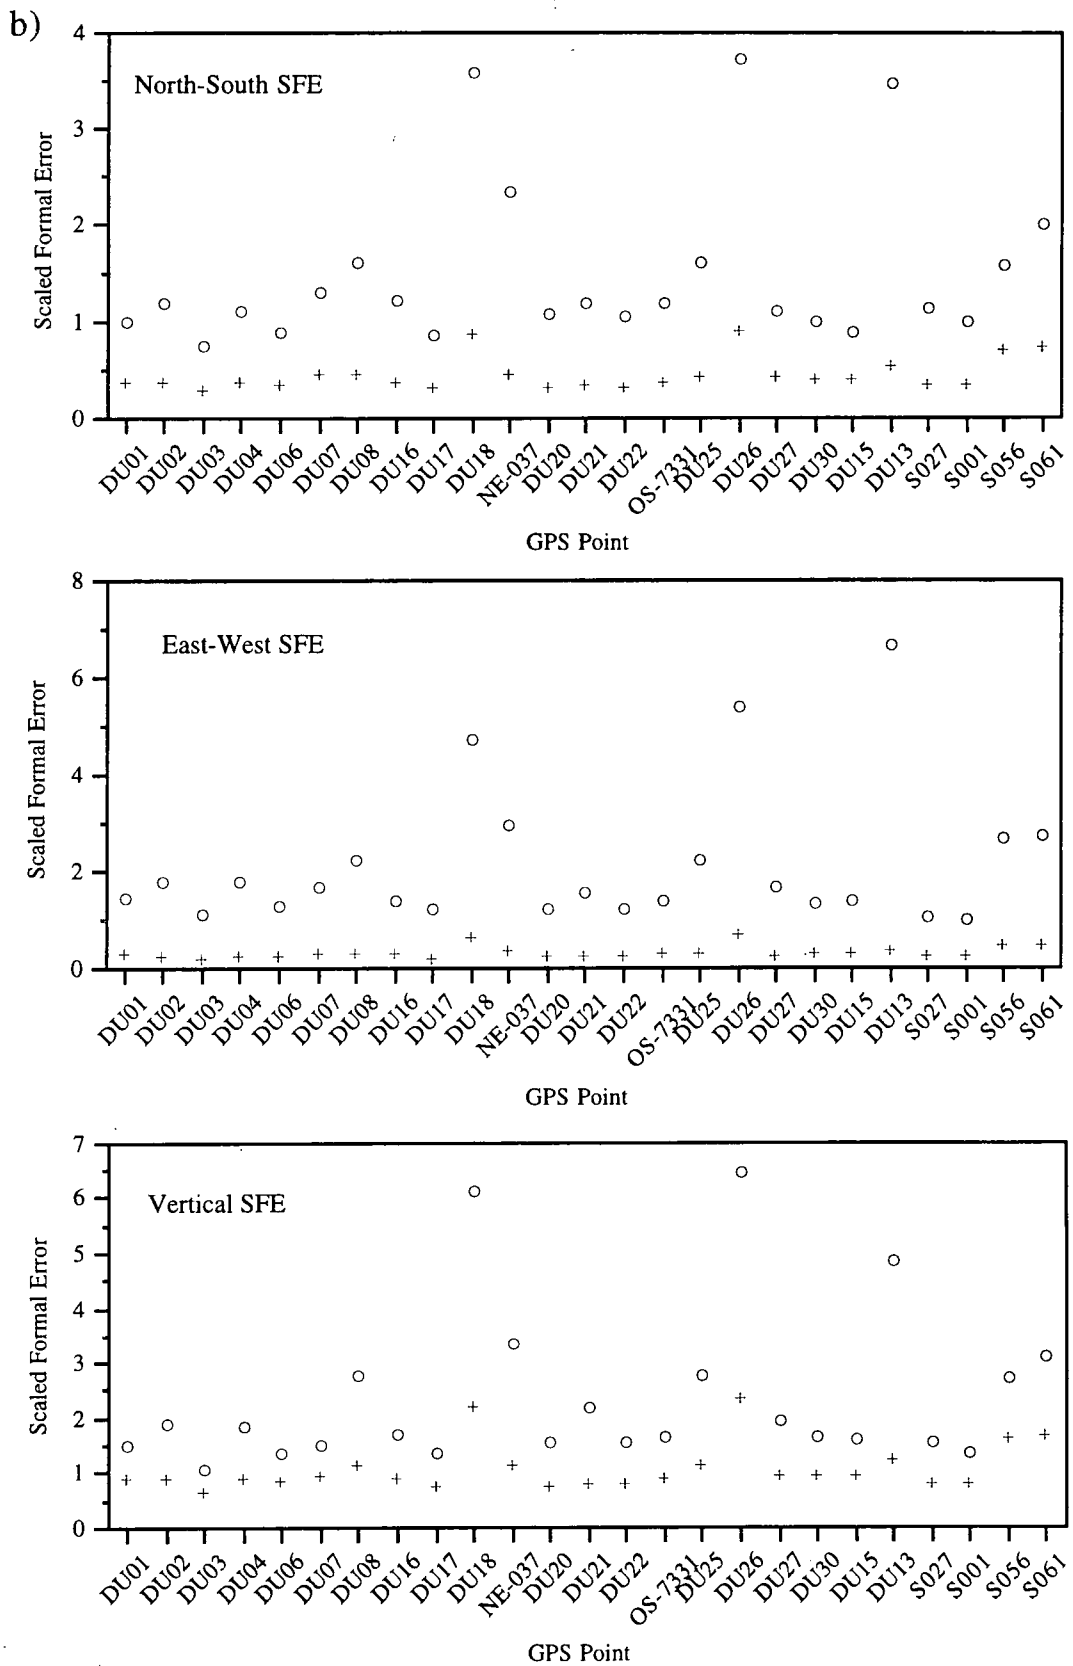 b)
4
North-South SFE
3
2
1
0
Scaled Formal Error
DU01 DU02 DU03 DU04 DU06 DU07 DU08 DU16 DU17 DU18 NE-037 DU20 DU21 DU22 OS-7331 DU25 DU26 DU27 DU30 DU15 DU13 S027 S001 S056 S061
GPS Point
8
East-West SFE
6
4
2
0
Scaled Formal Error
DU01 DU02 DU03 DU04 DU06 DU07 DU08 DU16 DU17 DU18 NE-037 DU20 DU21 DU22 OS-7331 DU25 DU26 DU27 DU30 DU15 DU13 S027 S001 S056 S061
GPS Point
7
Vertical SFE
6
5
4
3
2
1
0
Scaled Formal Error
DU01 DU02 DU03 DU04 DU06 DU07 DU08 DU16 DU17 DU18 NE-037 DU20 DU21 DU22 OS-7331 DU25 DU26 DU27 DU30 DU15 DU13 S027 S001 S056 S061
GPS Point